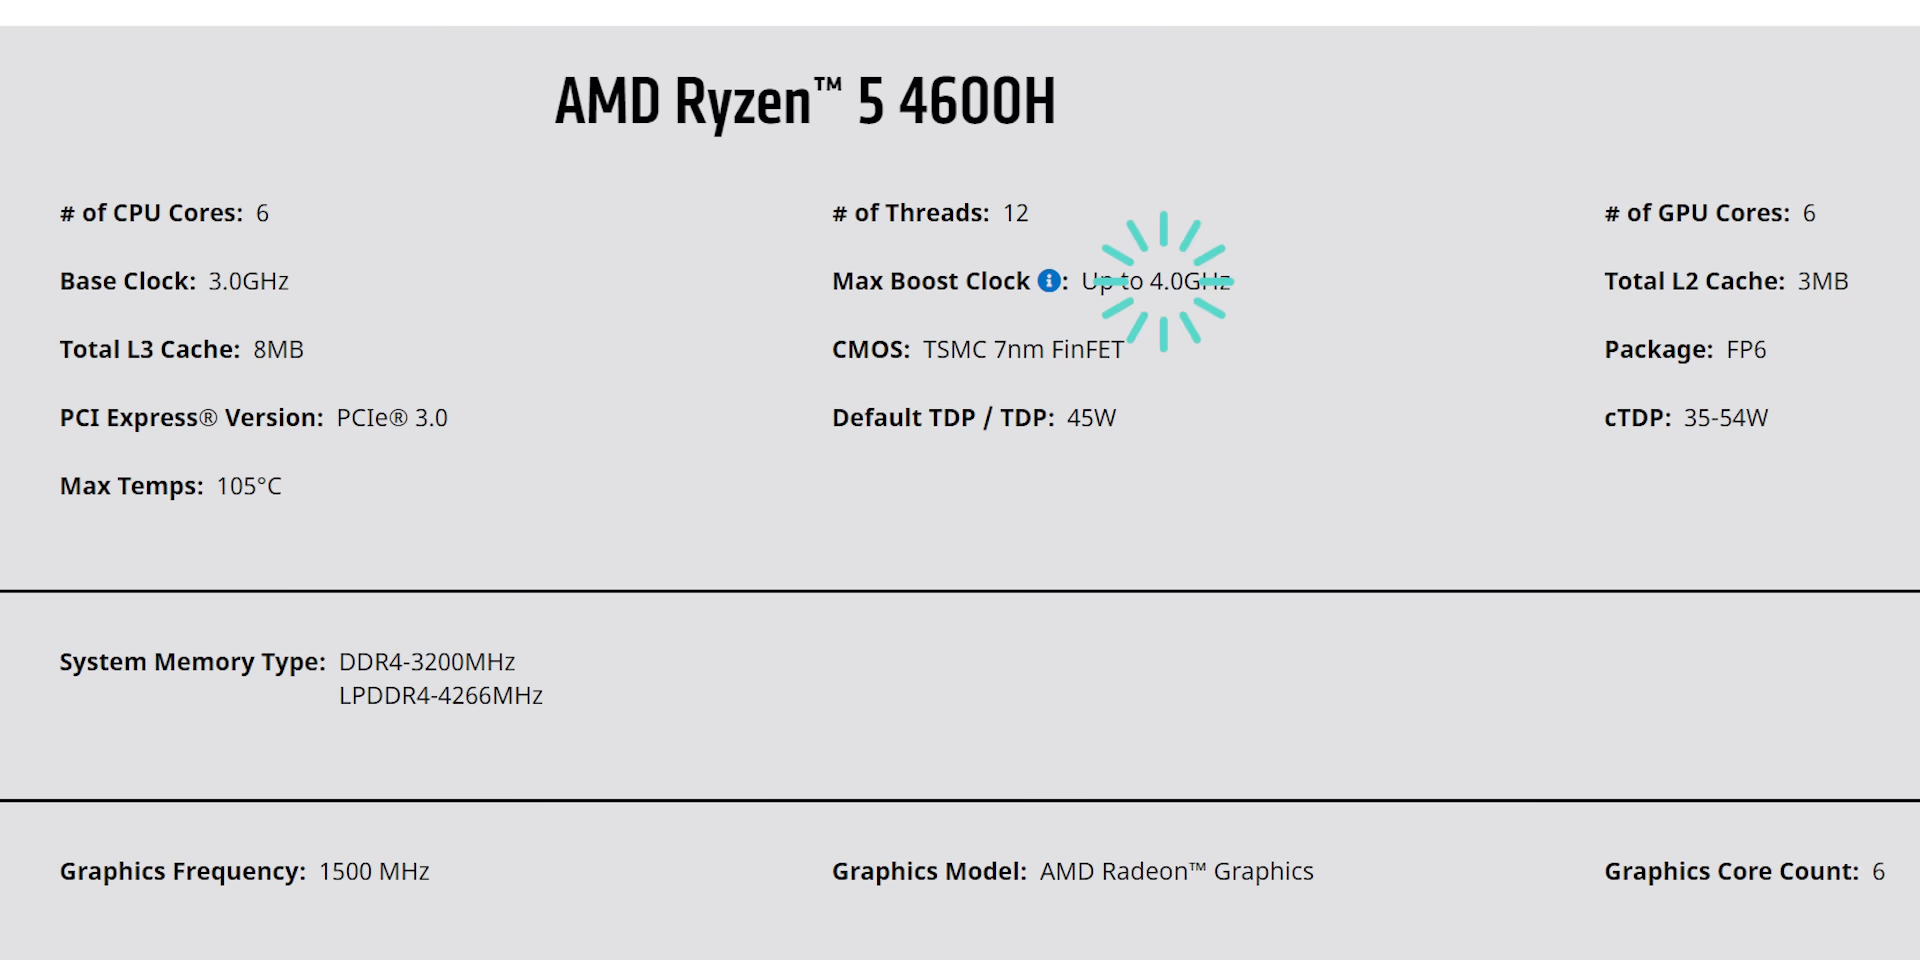 AMD Ryzen™ 5 4600H
# of CPU Cores: 6
# of Threads: 12
# of GPU Cores: 6
Base Clock: 3.0GHz
Max Boost Clock i: Up to 4.0GHz
Total L2 Cache: 3MB
Total L3 Cache: 8MB
CMOS: TSMC 7nm FinFET
Package: FP6
PCI Express® Version: PCIe® 3.0
Default TDP / TDP: 45W
cTDP: 35-54W
Max Temps: 105°C
System Memory Type: DDR4-3200MHz
LPDDR4-4266MHz
Graphics Frequency: 1500 MHz
Graphics Model: AMD Radeon™ Graphics
Graphics Core Count: 6